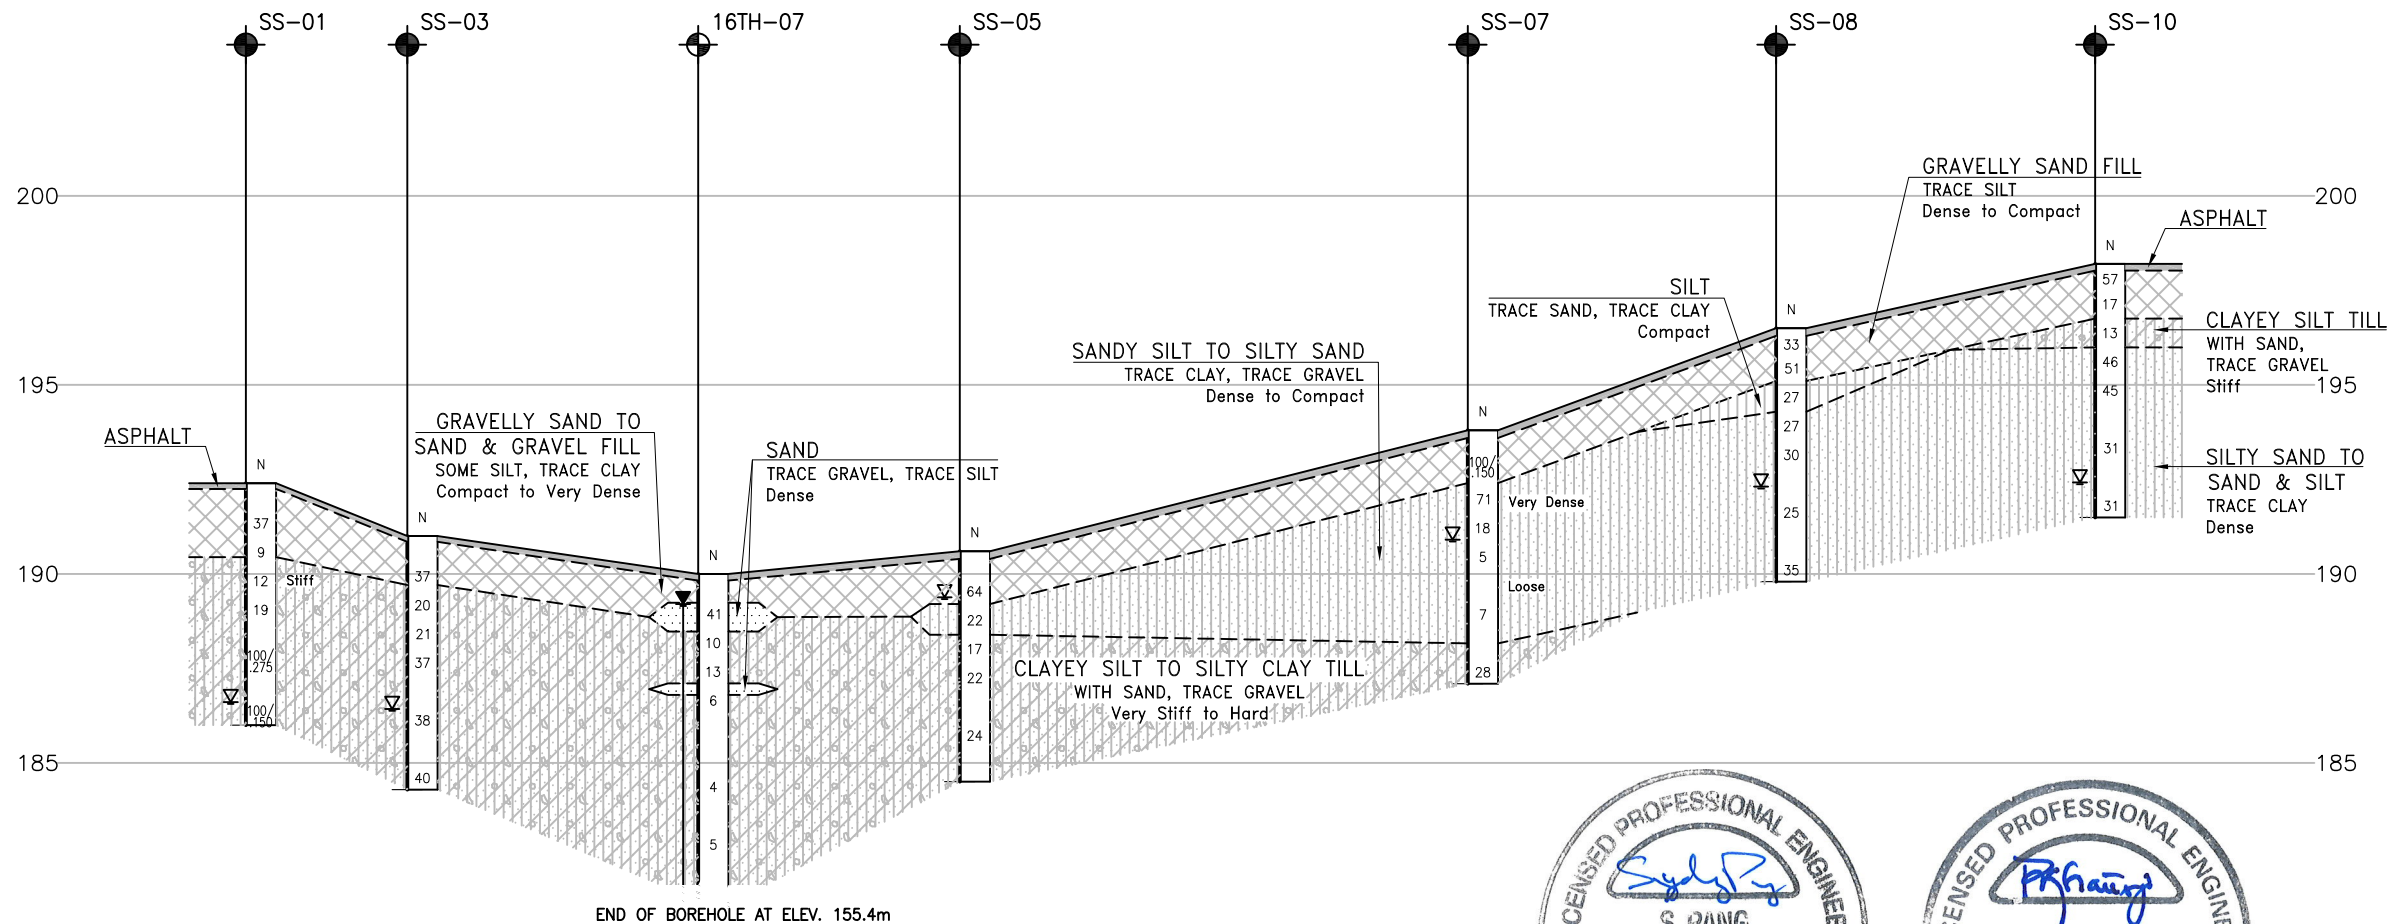 SS-01 SS-03 16TH-07 SS-05 SS-07 SS-08 SS-10
GRAVELLY SAND FILL
TRACE SILT
Dense to Compact
200
200
ASPHALT
N
57
17
13
46
45
31
31
CLAYEY SILT TILL
WITH SAND,
TRACE GRAVEL
Stiff
SILTY SAND TO
SAND & SILT
TRACE CLAY
Dense
SILT
TRACE SAND, TRACE CLAY
Compact
N
33
51
27
27
30
25
35
SANDY SILT TO SILTY SAND
TRACE CLAY, TRACE GRAVEL
Dense to Compact
195
195
N
100/
.150
71
18
5
7
28
Very Dense
Loose
ASPHALT
GRAVELLY SAND TO
SAND & GRAVEL FILL
SOME SILT, TRACE CLAY
Compact to Very Dense
SAND
TRACE GRAVEL, TRACE SILT
Dense
N
37
9
12
19
100/
.275
100/
.150
Stiff
N
37
20
21
37
38
40
N
41
10
13
6
4
5
N
64
22
17
22
24
190
190
CLAYEY SILT TO SILTY CLAY TILL
WITH SAND, TRACE GRAVEL
Very Stiff to Hard
185
185
END OF BOREHOLE AT ELEV. 155.4m
LICENSED PROFESSIONAL ENGINEER
S. PANG
LICENSED PROFESSIONAL ENGINEER